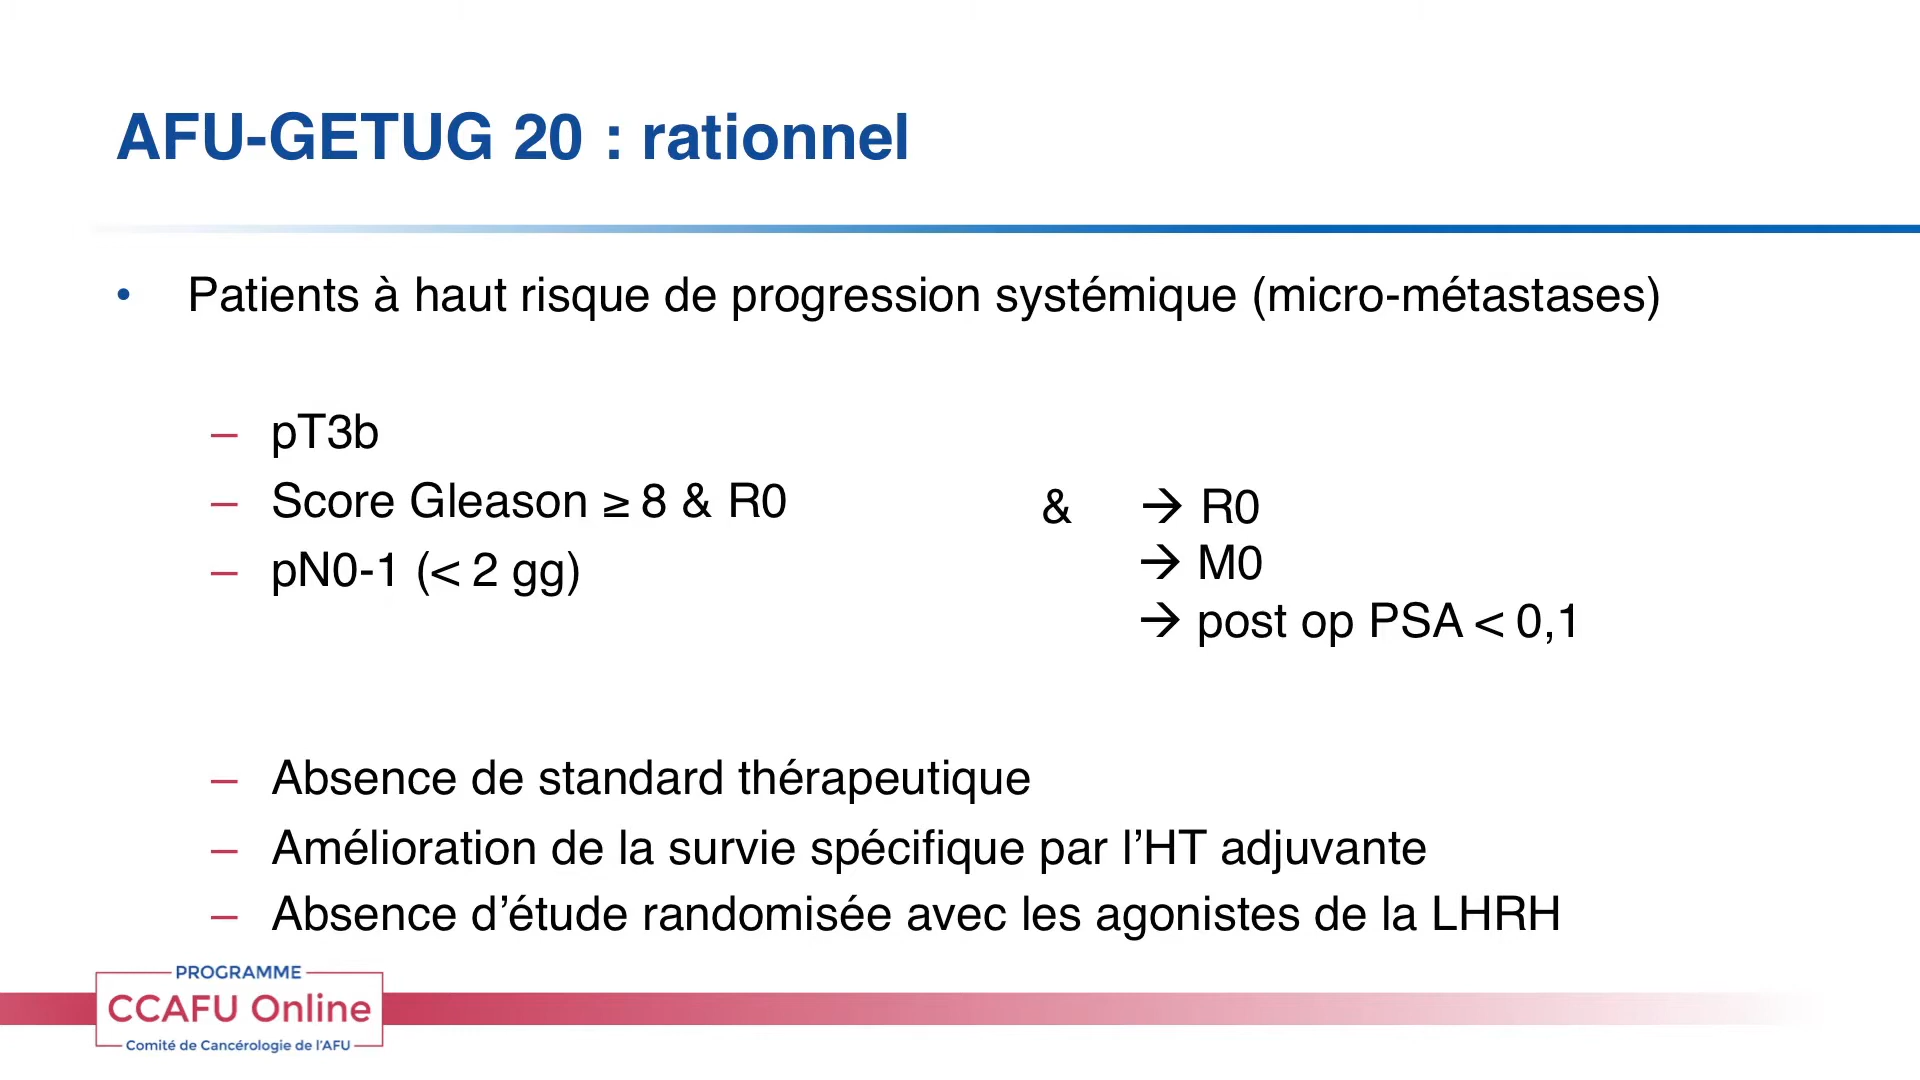 AFU-GETUG 20 : rationnel
• Patients à haut risque de progression systémique (micro-métastases)
– pT3b
– Score Gleason ≥ 8 & R0
– pN0-1 (< 2 gg)
& → R0
→ M0
→ post op PSA < 0,1
– Absence de standard thérapeutique
– Amélioration de la survie spécifique par l’HT adjuvante
– Absence d’étude randomisée avec les agonistes de la LHRH
PROGRAMME
CCAFU Online
Comité de Cancérologie de l’AFU